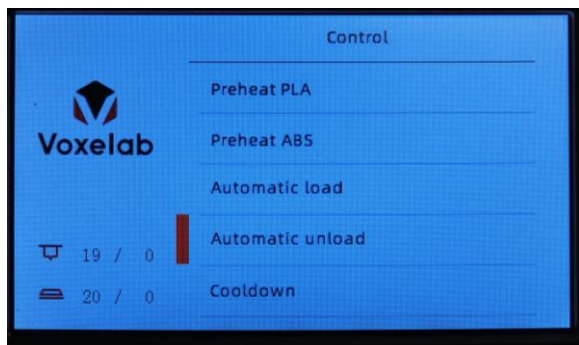 Control
Voxelab
Preheat PLA
Preheat ABS
Automatic load
Automatic unload
Cooldown
19 / 0
20 / 0